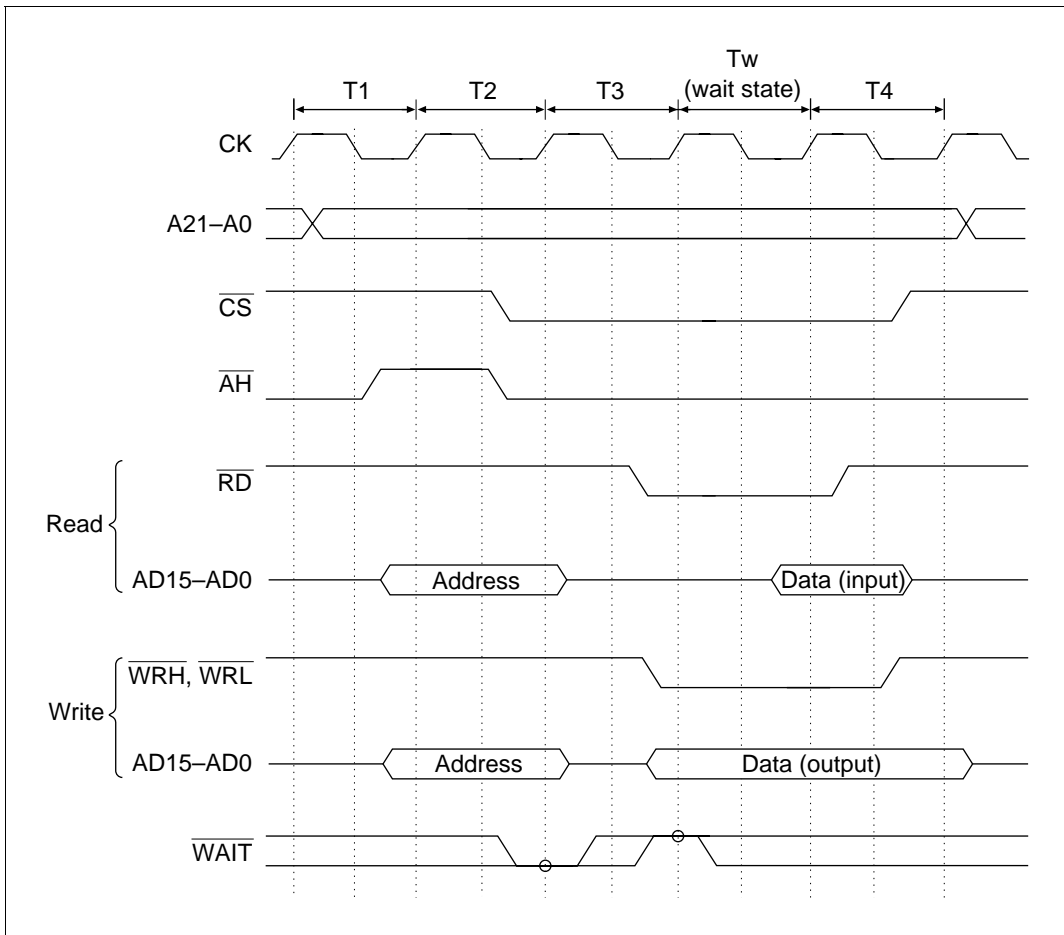 Tw
T1 T2 T3 (wait state) T4
CK
A21–A0
CS
AH
RD
Read
AD15–AD0 Address Data (input)
WRH, WRL
Write
AD15–AD0 Address Data (output)
WAIT